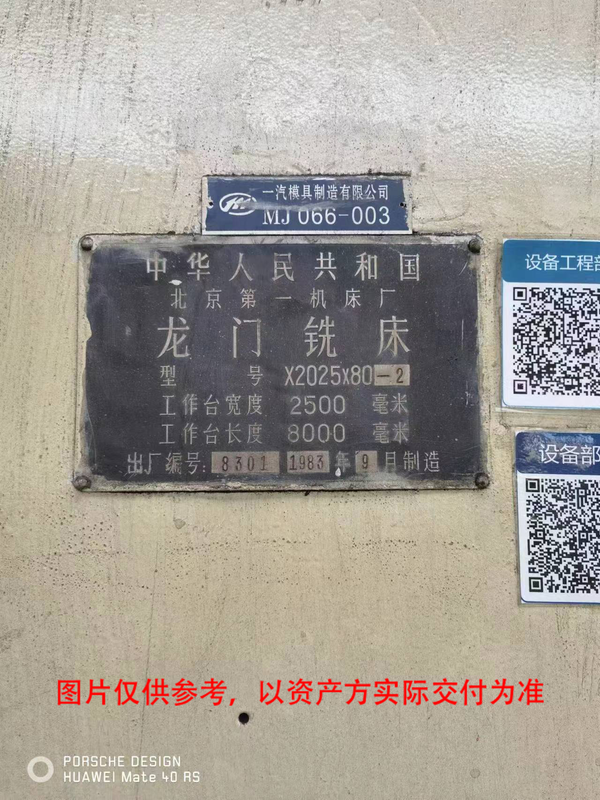 一汽模具制造有限公司
MJ 066-003
中华人民共和国
北京第一机床厂
龙门铣床
型号 X2025x80-2
工作台宽度 2500 毫米
工作台长度 8000 毫米
出厂编号: 8301 1983年9月制造
设备工程部
设备部
图片仅供参考，以资产方实际交付为准
PORSCHE DESIGN
HUAWEI Mate 40 RS